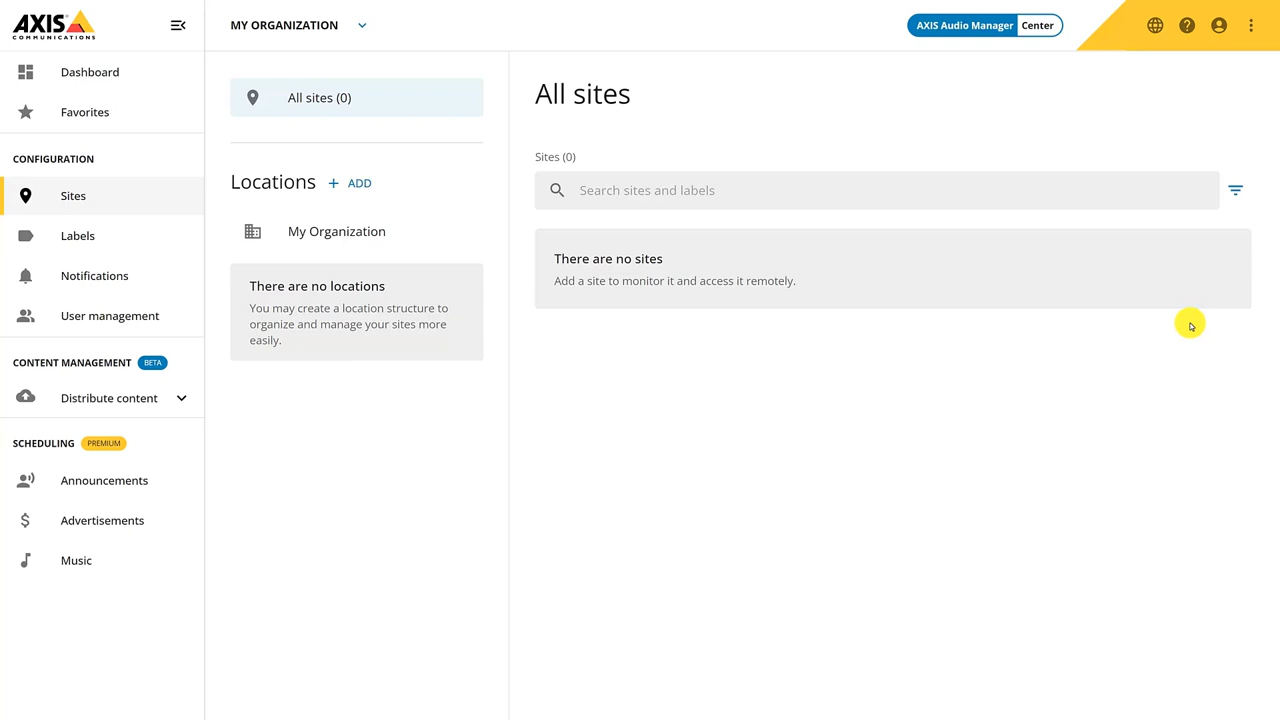 AXIS
COMMUNICATIONS
MY ORGANIZATION
AXIS Audio Manager Center
Dashboard
Favorites
CONFIGURATION
Sites
Labels
Notifications
User management
CONTENT MANAGEMENT BETA
Distribute content
SCHEDULING PREMIUM
Announcements
Advertisements
Music
All sites (0)
Locations + ADD
My Organization
There are no locations
You may create a location structure to
organize and manage your sites more
easily.
All sites
Sites (0)
Search sites and labels
There are no sites
Add a site to monitor it and access it remotely.